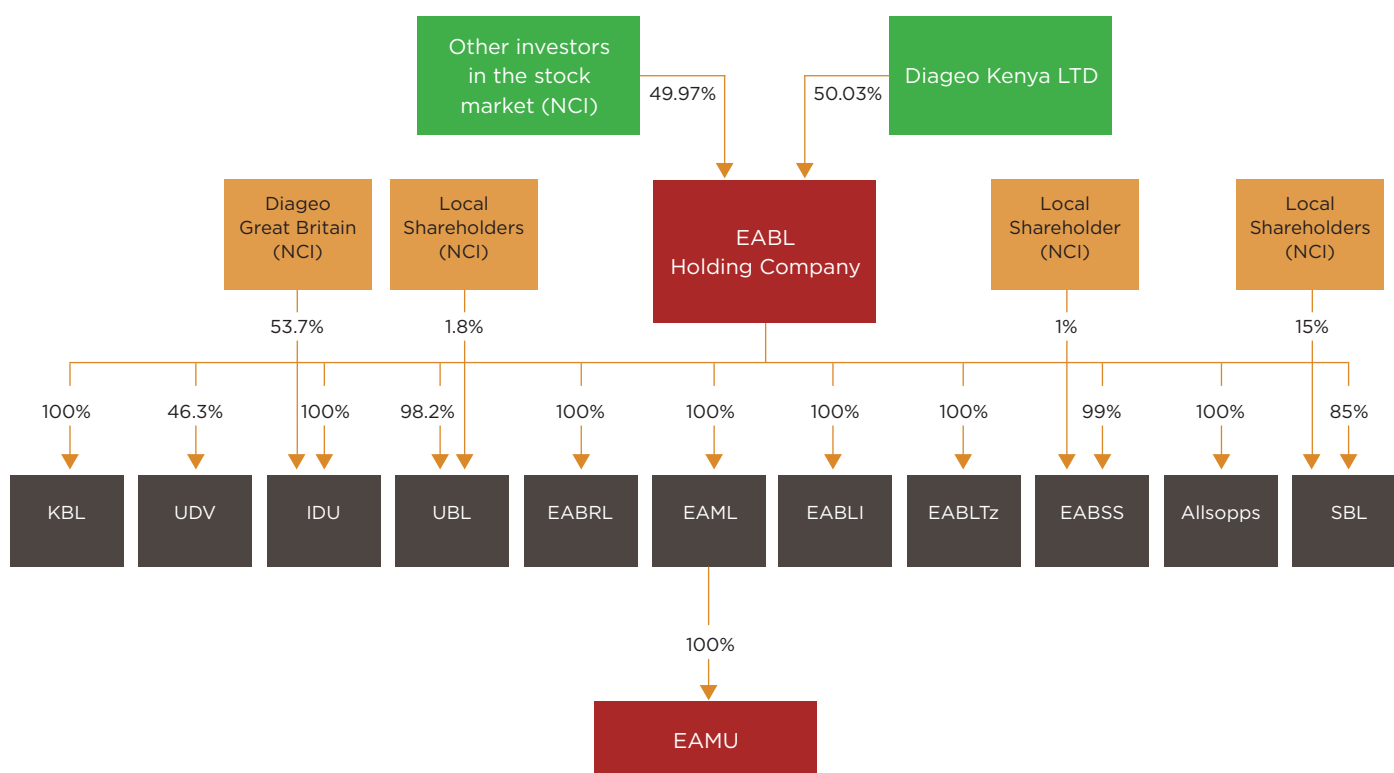 Other investors
in the stock
market (NCI)
Diageo Kenya LTD
49.97%
50.03%
Diageo
Great Britain
(NCI)
Local
Shareholders
(NCI)
EABL
Holding Company
Local
Shareholder
(NCI)
Local
Shareholders
(NCI)
53.7%
1.8%
1%
15%
100%
46.3%
100%
98.2%
100%
100%
100%
100%
99%
100%
85%
KBL
UDV
IDU
UBL
EABRL
EAML
EABLI
EABLTz
EABSS
Allsopps
SBL
100%
EAMU